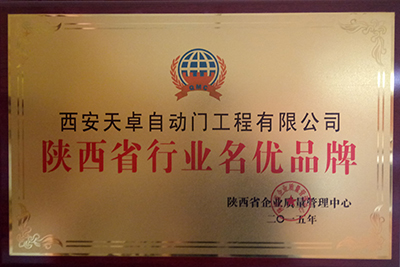 西安天卓自动门工程有限公司
陕西省行业名优品牌
陕西省企业质量管理中心
二〇一五年